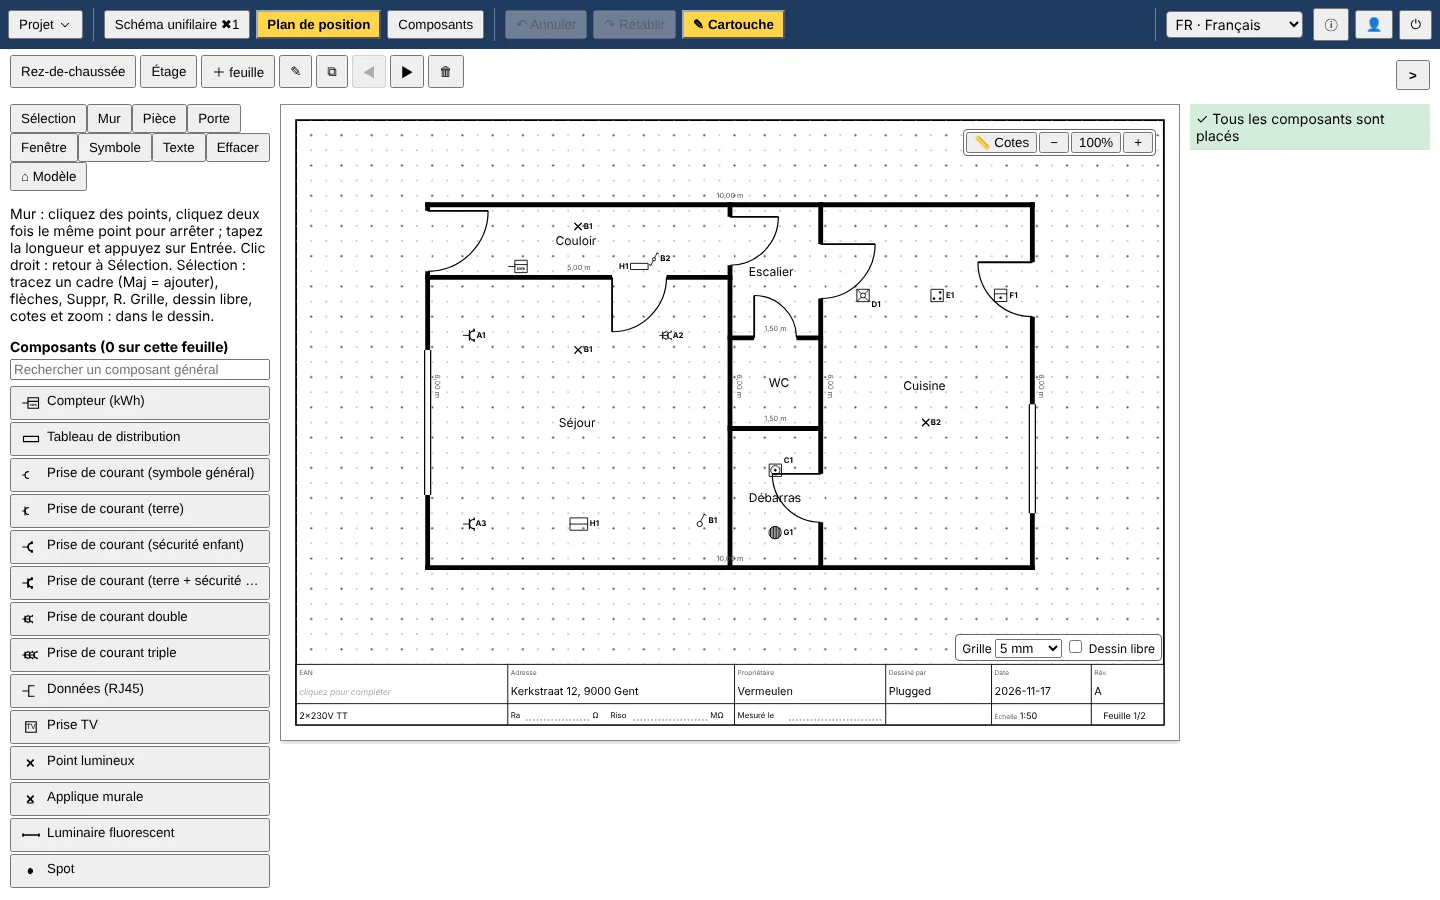 Projet
Schéma unifilaire ✖1
Plan de position
Composants
↶ Annuler
↷ Rétablir
✎ Cartouche
FR · Français
Rez-de-chaussée
Étage
＋ feuille
>
Sélection
Mur
Pièce
Porte
Fenêtre
Symbole
Texte
Effacer
⌂ Modèle
Mur : cliquez des points, cliquez deux
fois le même point pour arrêter ; tapez
la longueur et appuyez sur Entrée. Clic
droit : retour à Sélection. Sélection :
tracez un cadre (Maj = ajouter),
flèches, Suppr, R. Grille, dessin libre,
cotes et zoom : dans le dessin.
Composants (0 sur cette feuille)
Rechercher un composant général
Compteur (kWh)
Tableau de distribution
Prise de courant (symbole général)
Prise de courant (terre)
Prise de courant (sécurité enfant)
Prise de courant (terre + sécurité ...
Prise de courant double
Prise de courant triple
Données (RJ45)
Prise TV
Point lumineux
Applique murale
Luminaire fluorescent
Spot
Cotes
−
100%
+
10,00 m
B1
Couloir
5,00 m
H1
B2
Escalier
D1
E1
F1
A1
A2
B1
1,50 m
6,00 m
6,00 m
6,00 m
6,00 m
WC
Cuisine
Séjour
1,50 m
B2
C1
Débarras
A3
H1
B1
G1
10,00 m
Grille
5 mm
Dessin libre
EAN
cliquez pour compléter
Adresse
Kerkstraat 12, 9000 Gent
Propriétaire
Vermeulen
Dessiné par
Plugged
Date
2026-11-17
Rév.
A
2×230V TT
Ra
Ω
Riso
MΩ
Mesuré le
Échelle 1:50
Feuille 1/2
✓ Tous les composants sont
placés